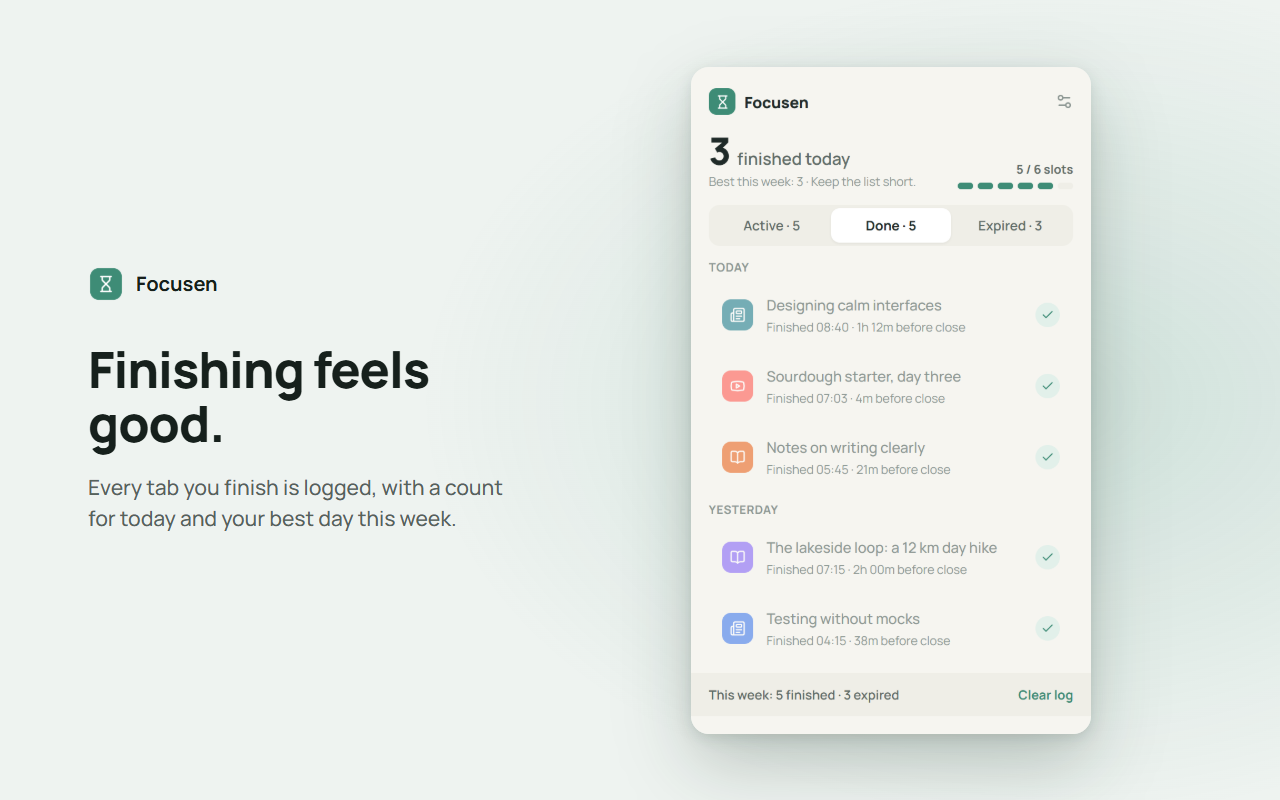 Focusen
Finishing feels
good.
Every tab you finish is logged, with a count
for today and your best day this week.
Focusen
3 finished today
Best this week: 3 · Keep the list short.
5 / 6 slots
Active · 5
Done · 5
Expired · 3
TODAY
Designing calm interfaces
Finished 08:40 · 1h 12m before close
Sourdough starter, day three
Finished 07:03 · 4m before close
Notes on writing clearly
Finished 05:45 · 21m before close
YESTERDAY
The lakeside loop: a 12 km day hike
Finished 07:15 · 2h 00m before close
Testing without mocks
Finished 04:15 · 38m before close
This week: 5 finished · 3 expired
Clear log